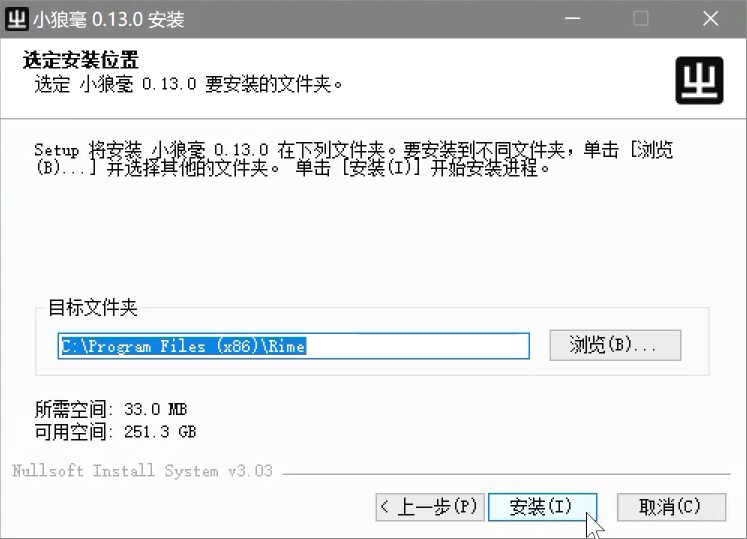 小狼毫 0.13.0 安装
选定安装位置
选定 小狼毫 0.13.0 要安装的文件夹。
Setup 将安装 小狼毫 0.13.0 在下列文件夹。要安装到不同文件夹，单击 [浏览
(B)...] 并选择其他的文件夹。 单击 [安装(I)] 开始安装进程。
目标文件夹
C:\Program Files (x86)\Rime
浏览(B)...
所需空间: 33.0 MB
可用空间: 251.3 GB
Nullsoft Install System v3.03
< 上一步(P)
安装(I)
取消(C)